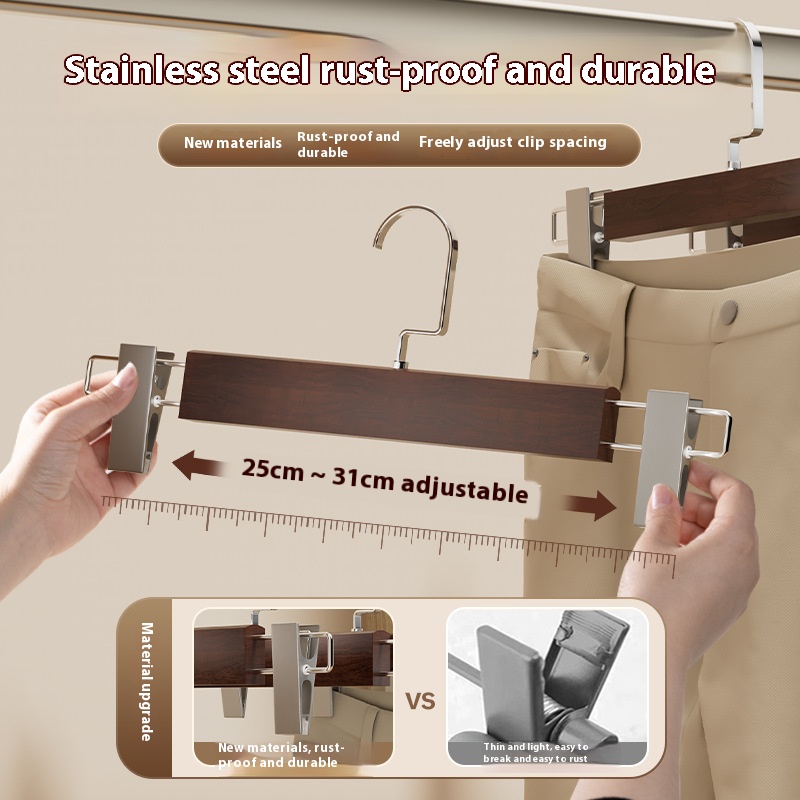 Stainless steel rust-proof and durable
New materials
Rust-proof and
durable
Freely adjust clip spacing
25cm ~ 31cm adjustable
Material upgrade
New materials, rust-
proof and durable
VS
Thin and light, easy to
break and easy to rust